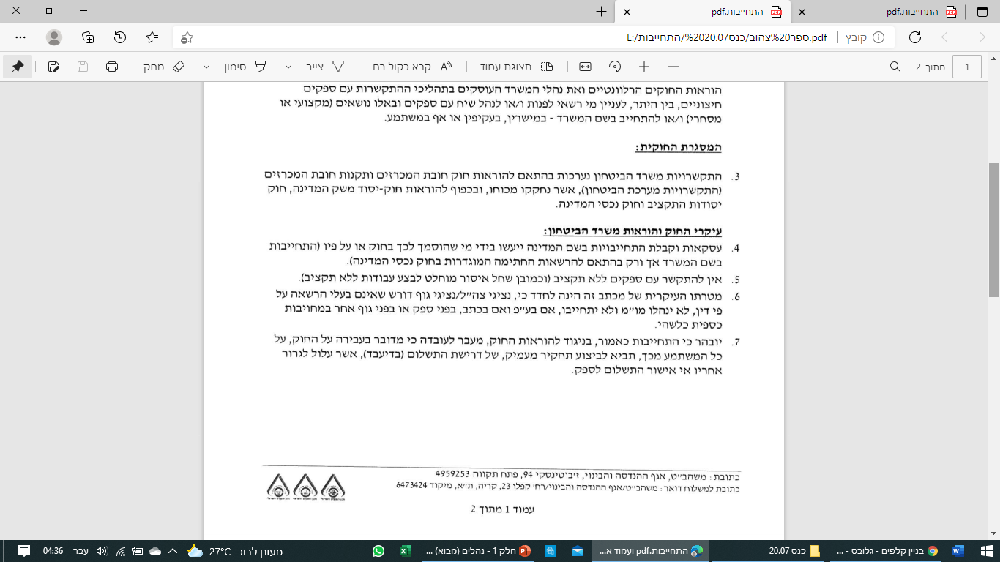 התחייבות.pdf
התחייבות.pdf
קובץ
E:/התחייבות/%2020.07כנס/צהוב%20ספר.pdf
1
מתוך 2
תצוגת עמוד
קרא בקול רם
צייר
סימון
מחק
הוראות החוקים הרלוונטיים ואת נהלי המשרד העוסקים בתהליכי ההתקשרות עם ספקים
חיצוניים, בין היתר, לעניין מי רשאי לפנות ו/או לנהל שיח עם ספקים ובאלו נושאים (מקצועי או
מסחרי) ו/או להתחייב בשם המשרד - במישרין, בעקיפין או אף במשתמע.
המסגרת החוקית:
3. התקשרויות משרד הביטחון נערכות בהתאם להוראות חוק חובת המכרזים ותקנות חובת המכרזים
(התקשרויות מערכת הביטחון), אשר נחקקו מכוחו, ובכפוף להוראות חוק-יסוד משק המדינה, חוק
יסודות התקציב וחוק נכסי המדינה.
עיקרי החוק והוראות משרד הביטחון:
4. עסקאות וקבלת התחייבויות בשם המדינה ייעשו בידי מי שהוסמך לכך בחוק או על פיו (התחייבות
בשם המשרד אך ורק בהתאם להרשאות החתימה המוגדרות בחוק נכסי המדינה).
5. אין להתקשר עם ספקים ללא תקציב (וכמובן שחל איסור מוחלט לבצע עבודות ללא תקציב).
6. מטרתו העיקרית של מכתב זה הינה לחדד כי, נציגי צה"ל/נציגי גוף דורש שאינם בעלי הרשאה על
פי דין, לא ינהלו מו"מ ולא יתחייבו, אם בע"פ ואם בכתב, בפני ספק או בפני גוף אחר במחויבות
כספית כלשהי.
7. יובהר כי התחייבות כאמור, בניגוד להוראות החוק, מעבר לעובדה כי מדובר בעבירה על החוק, על
כל המשתמע מכך, תביא לביצוע תחקיר מעמיק, של דרישת התשלום (בדיעבד), אשר עלול לגרור
אחריו אי אישור התשלום לספק.
כתובת: משהב"ט, אגף ההנדסה והבינוי, ז'בוטינסקי 94, פתח תקווה 4959253
כתובת למשלוח דואר: משהב"ט/אגף ההנדסה והבינוי/רח' קפלן 23, קריה, ת"א, מיקוד 6473424
עמוד 1 מתוך 2
בניין קלפים - גלובס - ...
כנס 20.07
התחייבות.pdf ועמוד א...
חלק 1 - נהלים (מבוא) ...
27°C מעונן לרוב
עבר
04:36